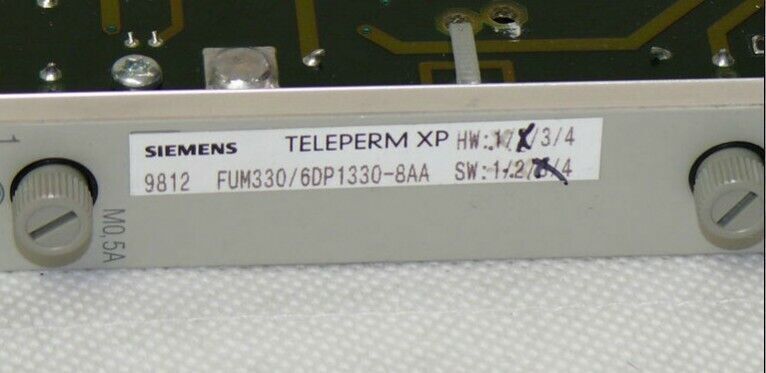 SIEMENS TELEPERM XP HW:1/2/3/4
9812 FUM330/6DP1330-8AA SW:1/2/3/4
M0,5A
1